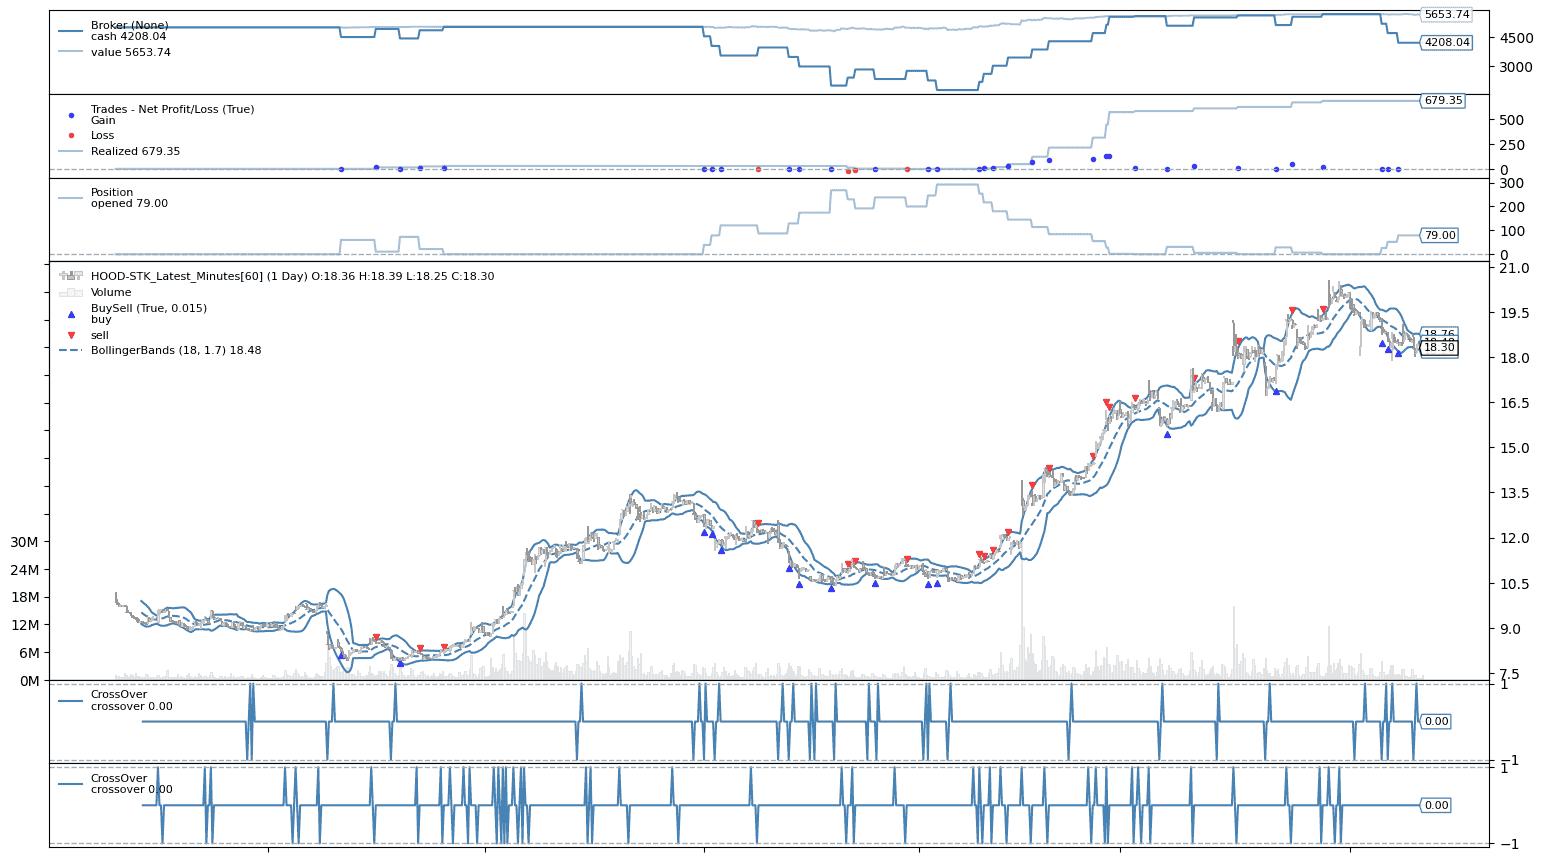 Broker (None)
cash 4208.04
value 5653.74
5653.74
4500
4208.04
3000
Trades - Net Profit/Loss (True)
Gain
Loss
Realized 679.35
679.35
500
250
0
Position
opened 79.00
300
200
100
79.00
0
HOOD-STK_Latest_Minutes[60] (1 Day) O:18.36 H:18.39 L:18.25 C:18.30
Volume
BuySell (True, 0.015)
buy
sell
BollingerBands (18, 1.7) 18.48
21.0
19.5
18.76
18.30
18.0
16.5
15.0
13.5
12.0
10.5
9.0
7.5
30M
24M
18M
12M
6M
0M
CrossOver
crossover 0.00
1
0.00
−1
CrossOver
crossover 0.00
1
0.00
−1